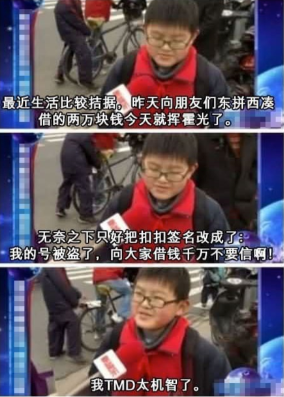 最近生活比较拮据，昨天向朋友们东拼西凑
借的两万块钱今天就挥霍光了。
无奈之下只好把扣扣签名改成了：
我的号被盗了，向大家借钱千万不要信啊！
我TMD太机智了。